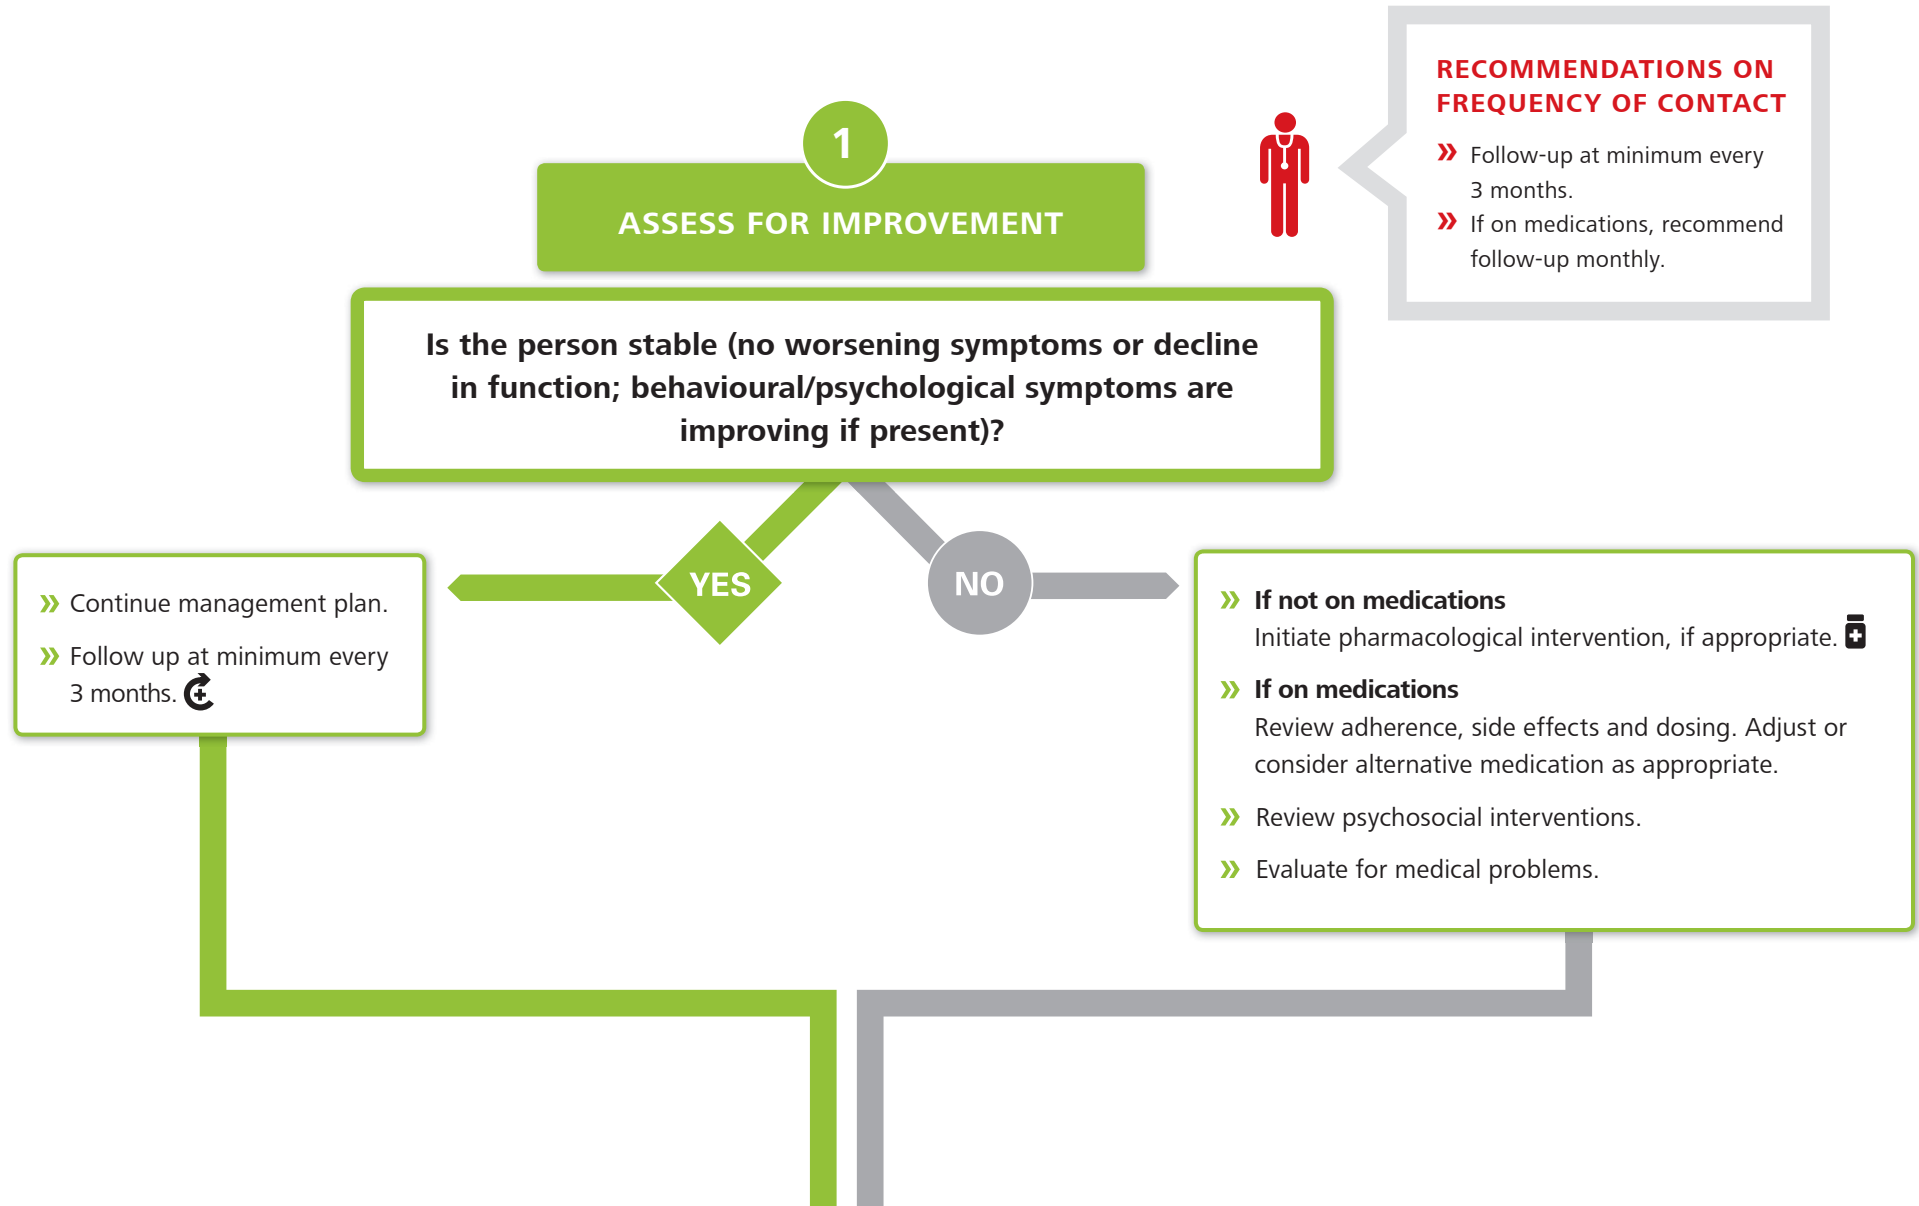 RECOMMENDATIONS ON
FREQUENCY OF CONTACT
» Follow-up at minimum every
3 months.
» If on medications, recommend
follow-up monthly.
1
ASSESS FOR IMPROVEMENT
Is the person stable (no worsening symptoms or decline
in function; behavioural/psychological symptoms are
improving if present)?
YES
NO
» Continue management plan.
» Follow up at minimum every
3 months.
» If not on medications
Initiate pharmacological intervention, if appropriate.
» If on medications
Review adherence, side effects and dosing. Adjust or
consider alternative medication as appropriate.
» Review psychosocial interventions.
» Evaluate for medical problems.